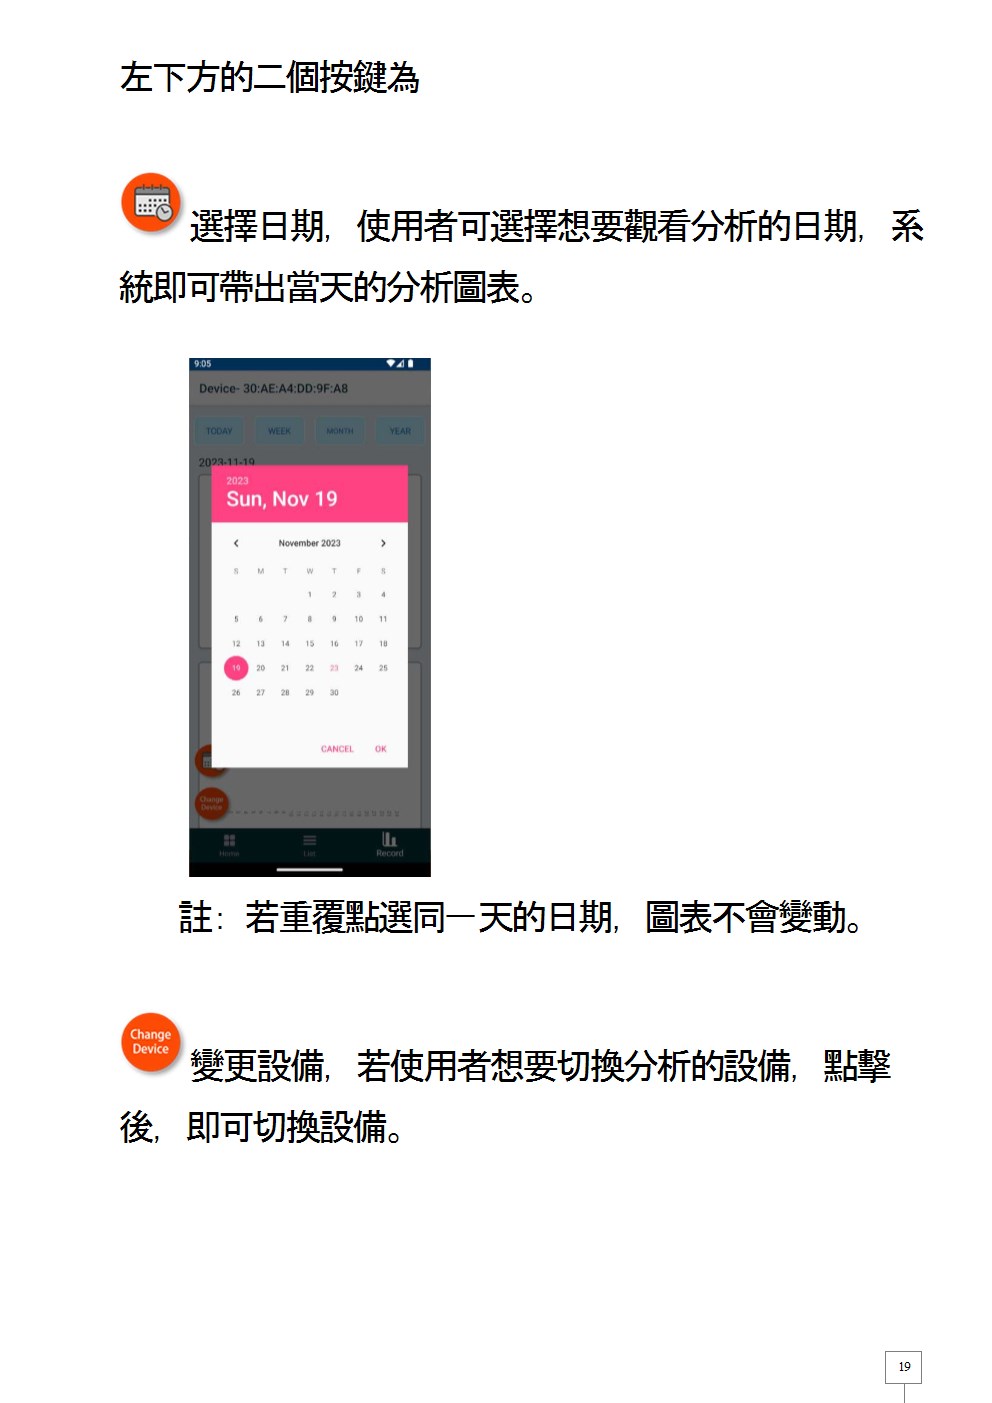 左下方的二個按鍵為
選擇日期，使用者可選擇想要觀看分析的日期，系
統即可帶出當天的分析圖表。
9:05
Device- 30:AE:A4:DD:9F:A8
TODAY WEEK MONTH YEAR
2023-11-19
2023
Sun, Nov 19
November 2023
S M T W T F S
1 2 3 4
5 6 7 8 9 10 11
12 13 14 15 16 17 18
19 20 21 22 23 24 25
26 27 28 29 30
CANCEL OK
Change
Device
Home List Record
註：若重覆點選同一天的日期，圖表不會變動。
Change
Device
變更設備，若使用者想要切換分析的設備，點擊
後，即可切換設備。
19